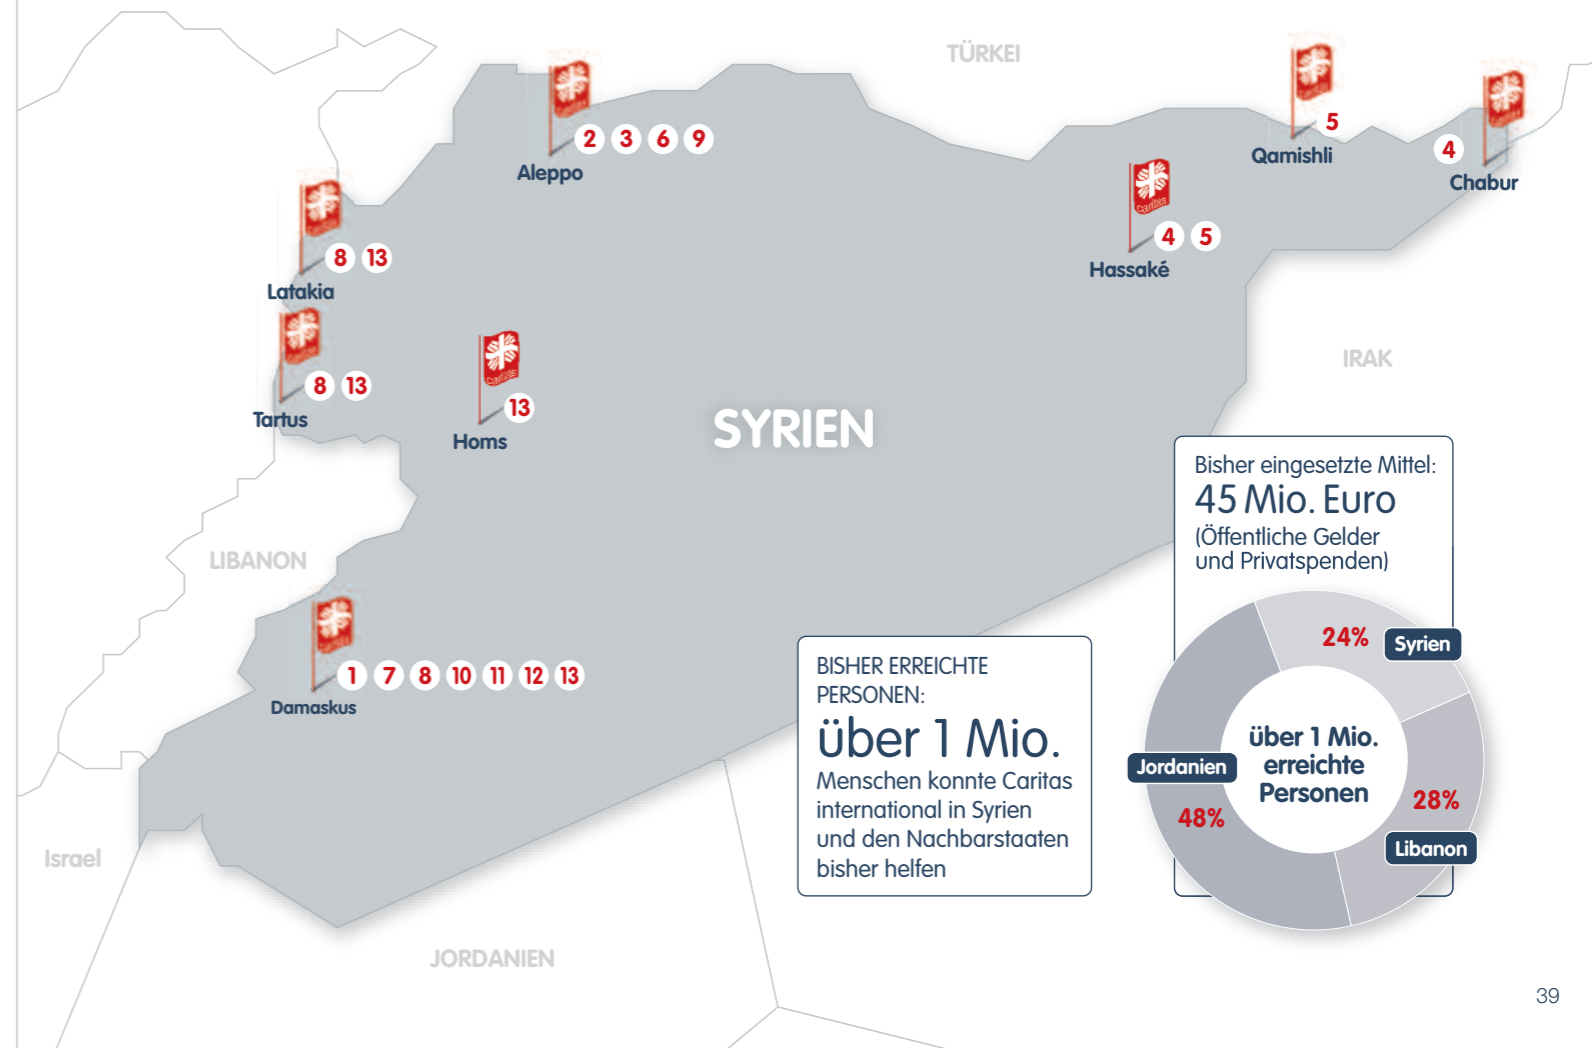 TÜRKEI
5
Qamishli
4
Chabur
2 3 6 9
Aleppo
caritas
4 5
Hassaké
8 13
Latakia
8 13
Tartus
caritas
13
Homs
SYRIEN
IRAK
LIBANON
1 7 8 10 11 12 13
Damaskus
Israel
JORDANIEN
BISHER ERREICHTE
PERSONEN:
über 1 Mio.
Menschen konnte Caritas
international in Syrien
und den Nachbarstaaten
bisher helfen
Bisher eingesetzte Mittel:
45 Mio. Euro
(Öffentliche Gelder
und Privatspenden)
24% Syrien
über 1 Mio.
erreichte
Personen
Jordanien
48%
28%
Libanon
39